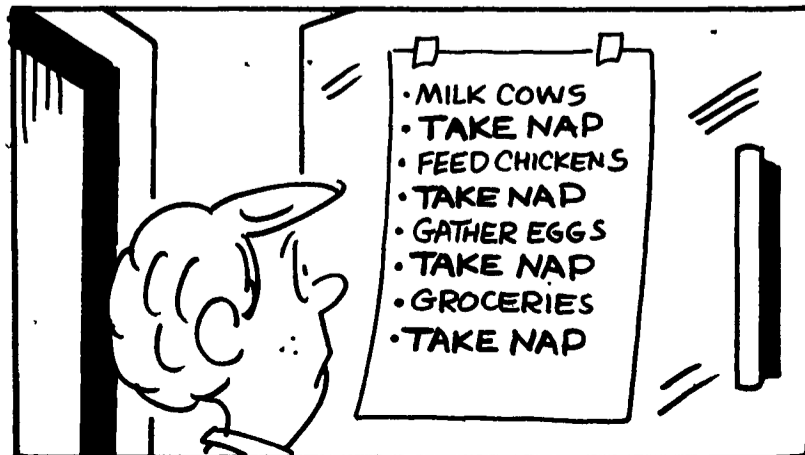 • MILK COWS
• TAKE NAP
• FEED CHICKENS
• TAKE NAP
• GATHER EGGS
• TAKE NAP
• GROCERIES
• TAKE NAP